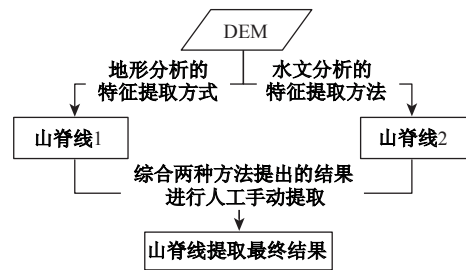 DEM
地形分析的
特征提取方式
水文分析的
特征提取方法
山脊线1
山脊线2
综合两种方法提出的结果
进行人工手动提取
山脊线提取最终结果